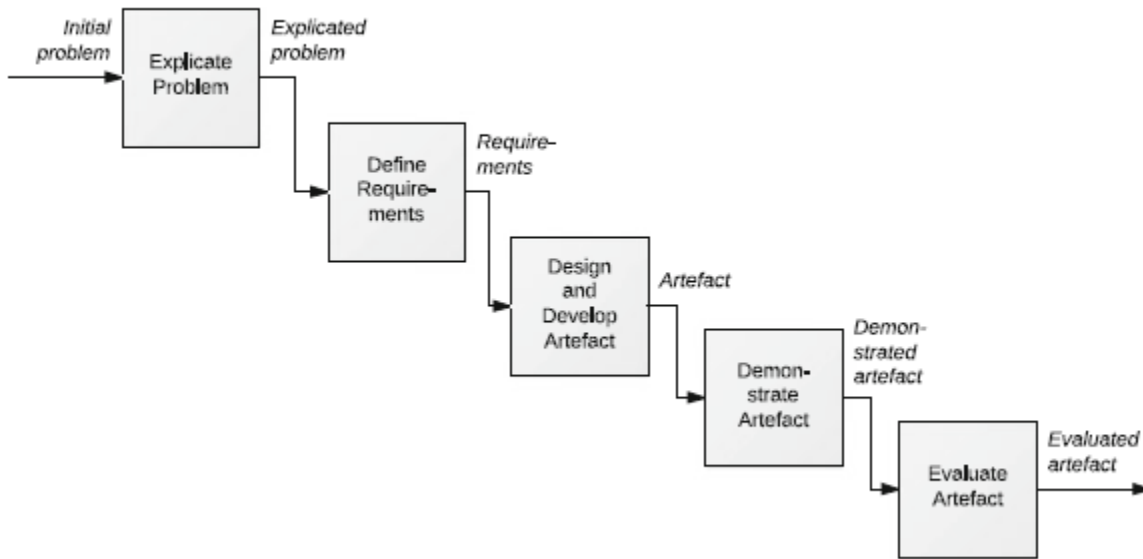 Initial
problem
Explicate
Problem
Explicated
problem
Define
Require-
ments
Require-
ments
Design
and
Develop
Artefact
Artefact
Demon-
strate
Artefact
Demon-
strated
artefact
Evaluate
Artefact
Evaluated
artefact